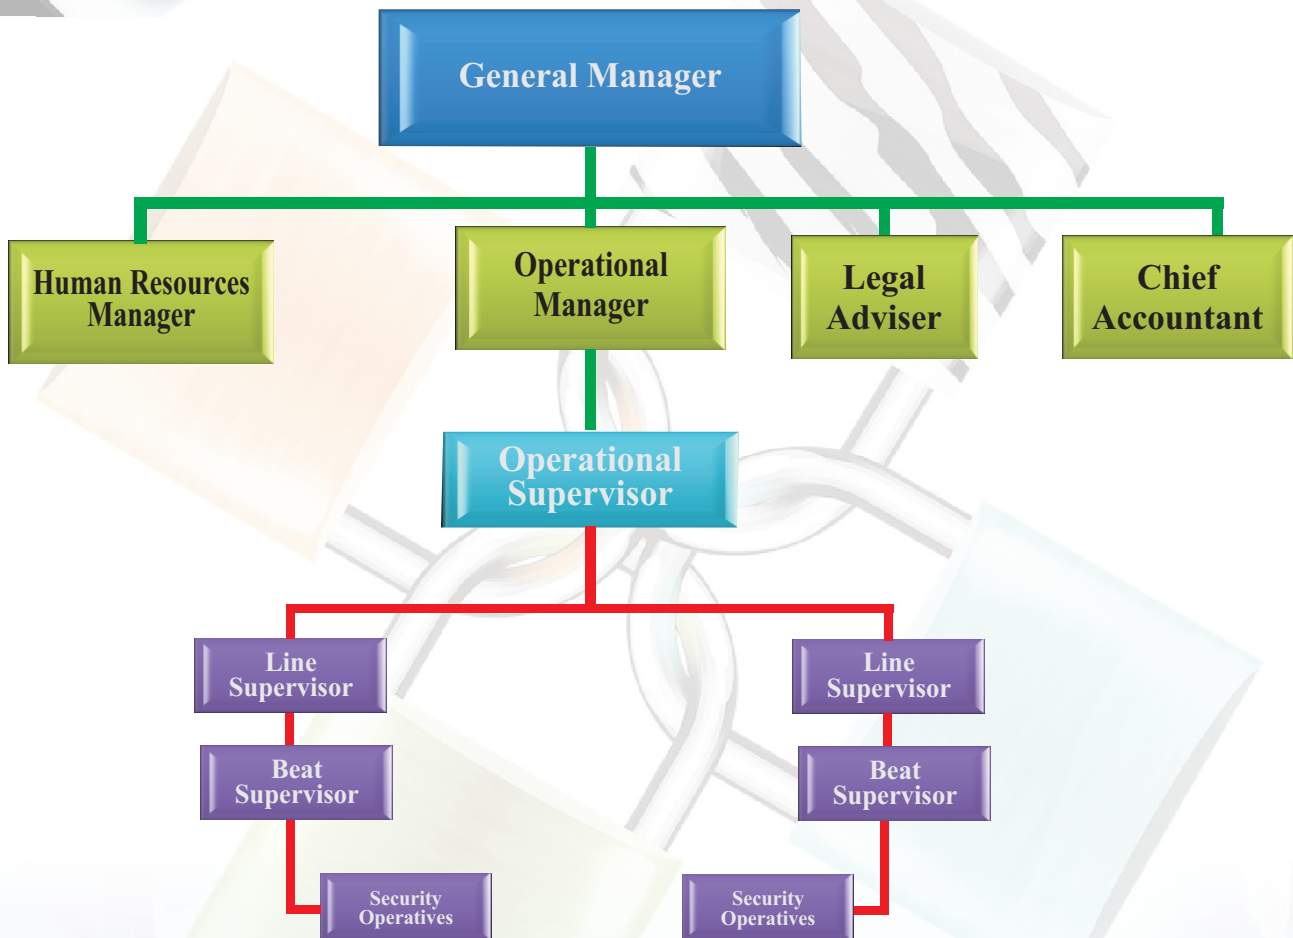 General Manager
Human Resources
Manager
Operational
Manager
Legal
Adviser
Chief
Accountant
Operational
Supervisor
Line
Supervisor
Line
Supervisor
Beat
Supervisor
Beat
Supervisor
Security
Operatives
Security
Operatives